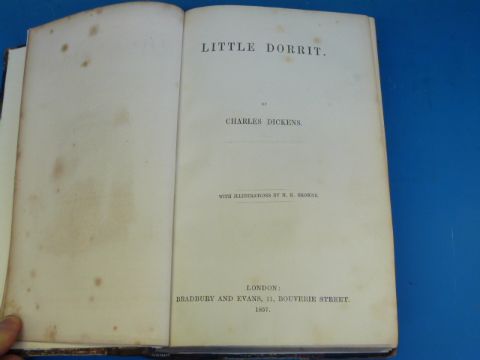 LITTLE DORRIT.
BY
CHARLES DICKENS.
WITH ILLUSTRATIONS BY H. K. BROWNE.
LONDON:
BRADBURY AND EVANS, 11, BOUVERIE STREET.
1857.